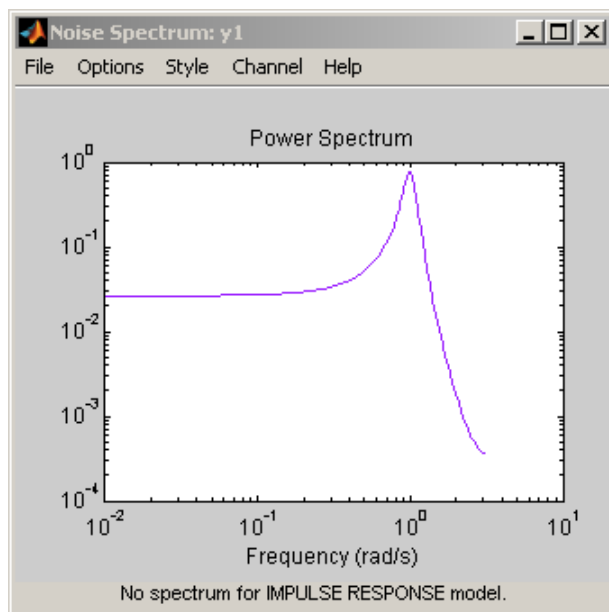 Noise Spectrum: y1
File Options Style Channel Help
Power Spectrum
10^0
10^-1
10^-2
10^-3
10^-4
10^-2 10^-1 10^0 10^1
Frequency (rad/s)
No spectrum for IMPULSE RESPONSE model.